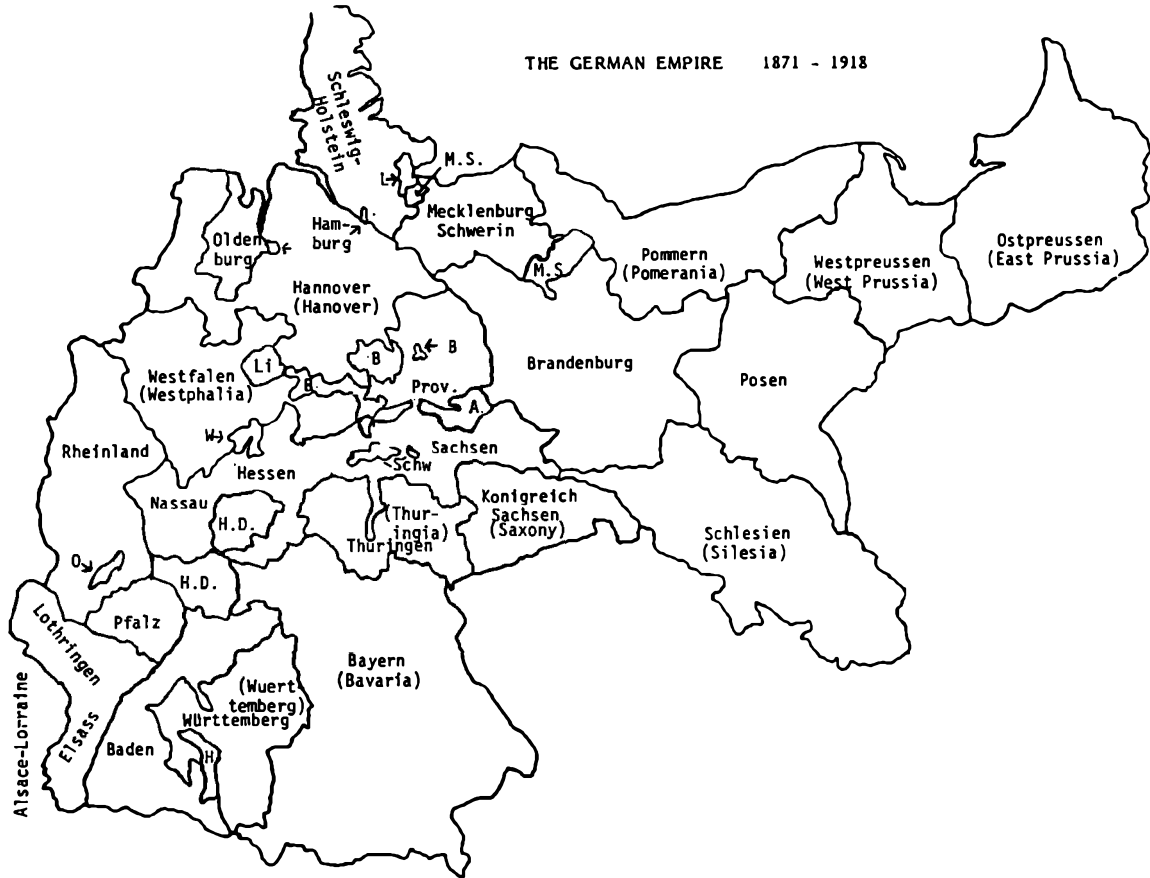 THE GERMAN EMPIRE 1871 - 1918
Schleswig-
Holstein
M.S.
L
Mecklenburg
Schwerin
Ham-
burg
Olden
burg
Pommern
(Pomerania)
M.S
Westpreussen
(West Prussia)
Ostpreussen
(East Prussia)
Hannover
(Hanover)
B
B
Li
B.
Prov.
A.
Brandenburg
Posen
Westfalen
(Westphalia)
W
Rheinland
Hessen
Sachsen
Schw
Nassau
H.D.
(Thur-
ingia)
Thüringen
Konigreich
Sachsen
(Saxony)
Schlesien
(Silesia)
O
H.D.
Pfalz
Lothringen
Elsass
Alsace-Lorraine
Bayern
(Bavaria)
(Wuert
temberg)
Württemberg
Baden
H